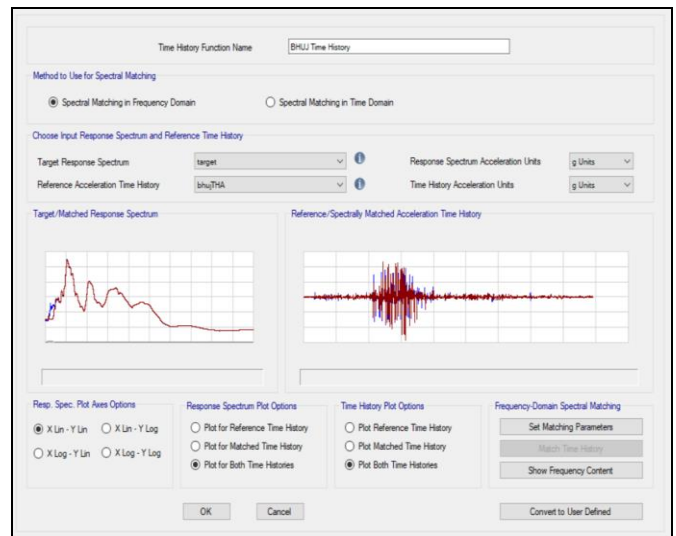 Time History Function Name BHUJ Time History
Method to Use for Spectral Matching
Spectral Matching in Frequency Domain Spectral Matching in Time Domain
Choose Input Response Spectrum and Reference Time History
Target Response Spectrum target Response Spectrum Acceleration Units g Units
Reference Acceleration Time History bhujTHA Time History Acceleration Units g Units
Target/Matched Response Spectrum Reference/Spectrally Matched Acceleration Time History
Resp. Spec. Plot Axes Options Response Spectrum Plot Options Time History Plot Options Frequency-Domain Spectral Matching
X Lin - Y Lin X Lin - Y Log Plot for Reference Time History Plot Reference Time History Set Matching Parameters
X Log - Y Lin X Log - Y Log Plot for Matched Time History Plot Matched Time History Match Time History
Plot for Both Time Histories Plot Both Time Histories Show Frequency Content
OK Cancel Convert to User Defined